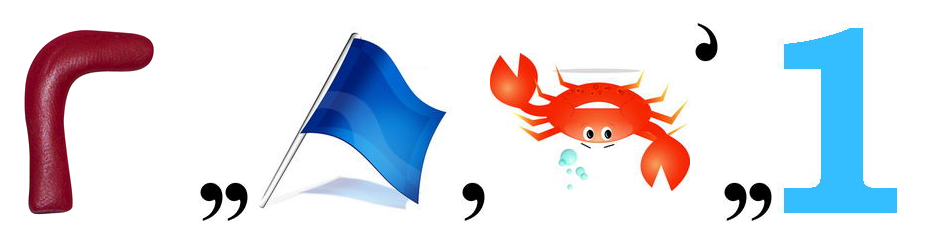 Г ,, , ’ ,, 1